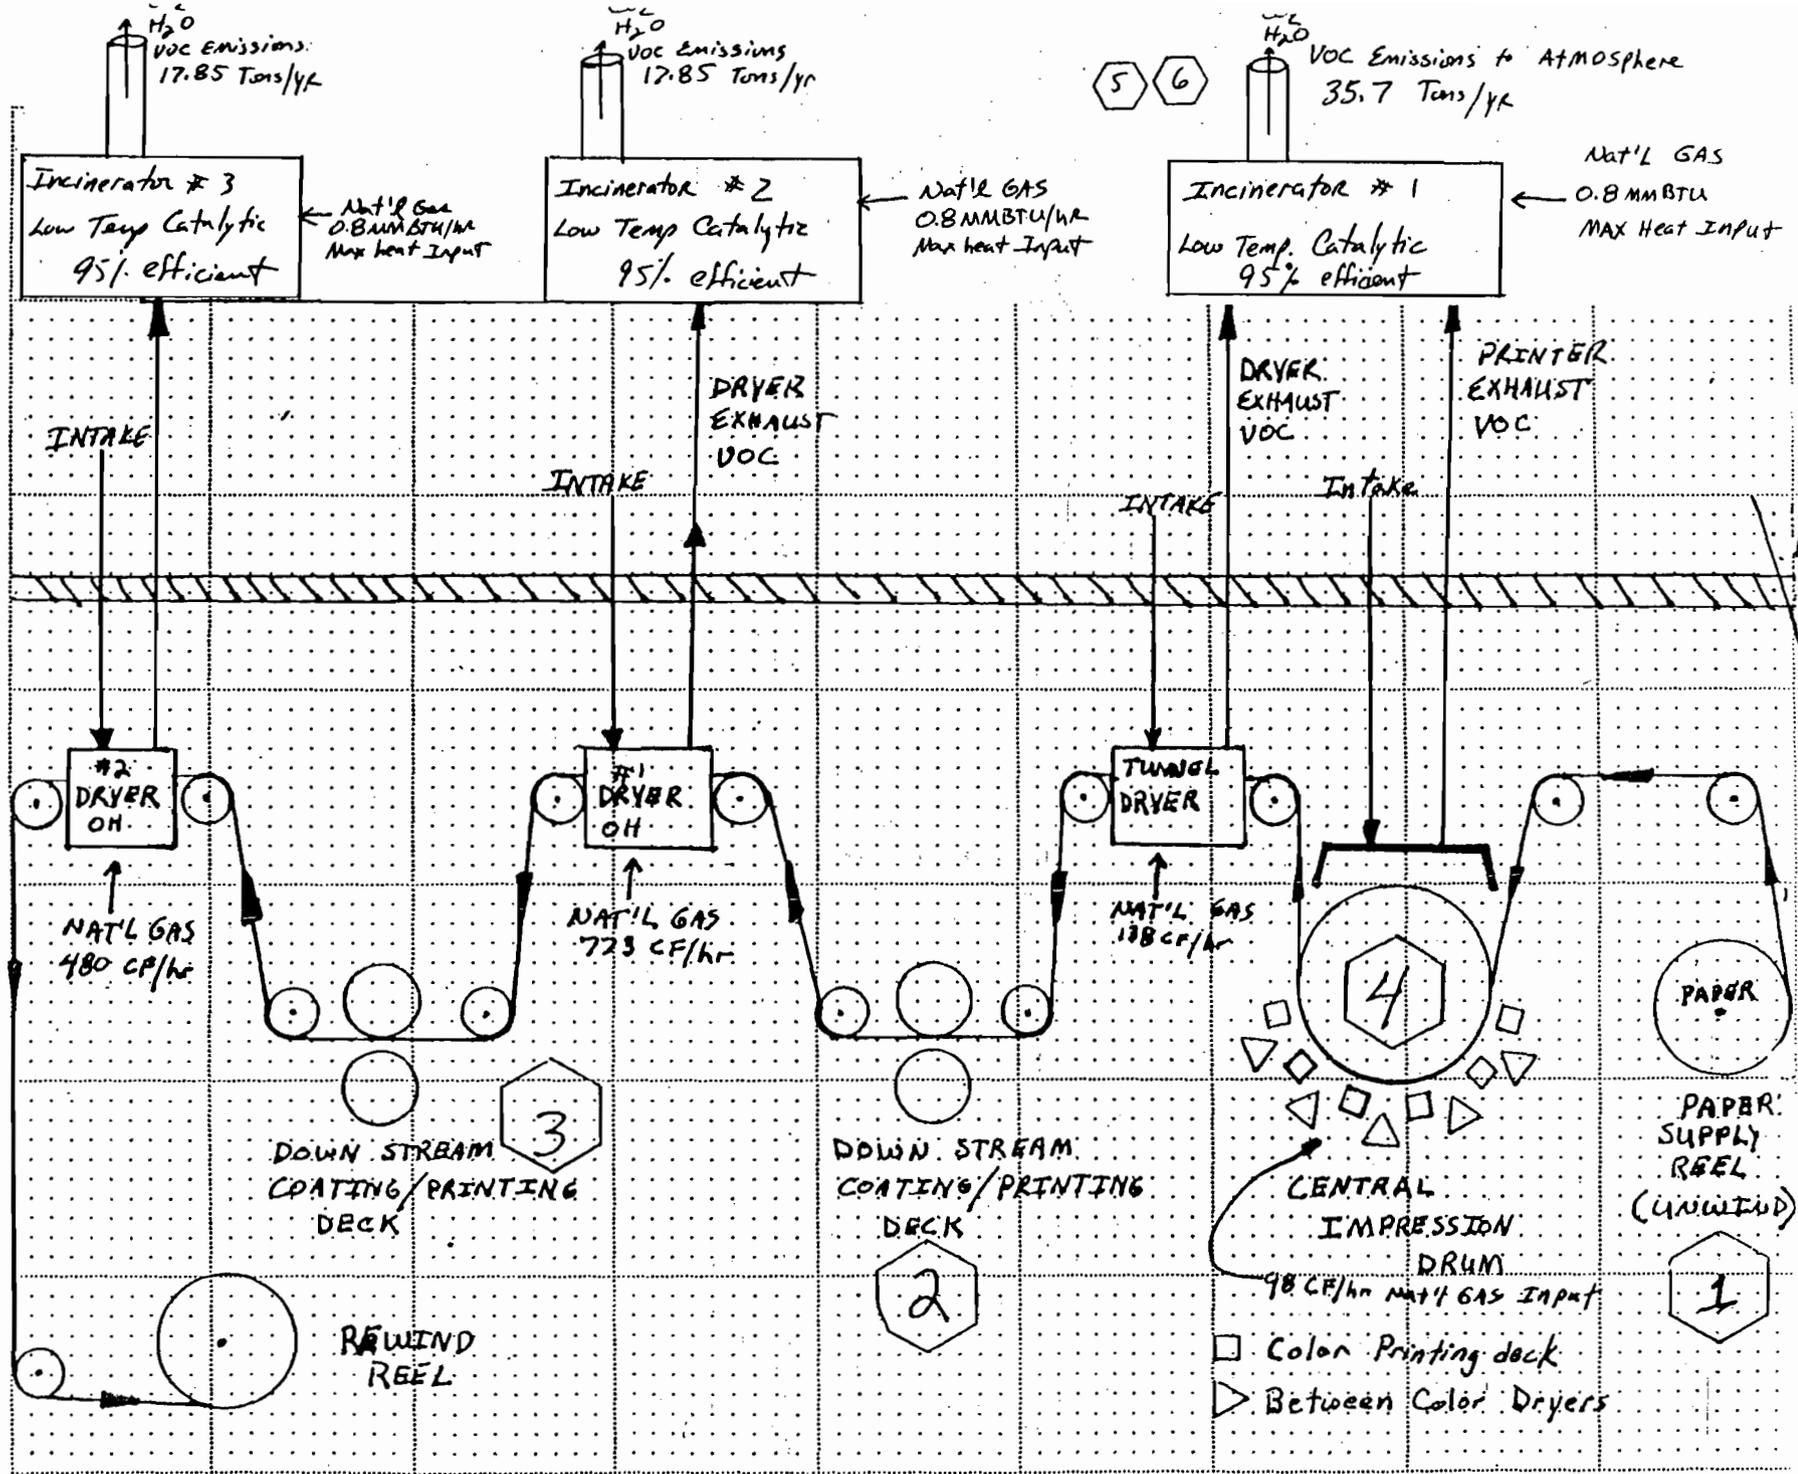 H2O
VOC Emissions
17.85 Tons/yR
H2O
VOC Emissions
17.85 Tons/yr
5
6
H2O
VOC Emissions to Atmosphere
35.7 Tons/yR
Incinerator # 3
Low Temp Catalytic
95% efficient
Nat'l Gas
0.8 MMBTU/HR
Max heat Input
Incinerator # 2
Low Temp Catalytic
95% efficient
Nat'l GAS
0.8 MMBTU/HR
Max heat Input
Incinerator # 1
Low Temp. Catalytic
95% efficient
Nat'l GAS
0.8 MMBTU
MAX Heat Input
INTAKE
INTAKE
DRYER
EXHAUST
VOC
INTAKE
DRYER
EXHAUST
VOC
Intake
PRINTER
EXHAUST
VOC
#2
DRYER
OH
NAT'L GAS
480 CF/hr
#1
DRYER
OH
NAT'L GAS
723 CF/hr
TUNNEL
DRYER
NAT'L GAS
CF/hr
4
PAPER
PAPER
SUPPLY
REEL
(UNWIND)
1
3
DOWN STREAM
COATING/PRINTING
DECK
DOWN STREAM
COATING/PRINTING
DECK
2
CENTRAL
IMPRESSION
DRUM
98 CF/hr Nat'l GAS Input
REWIND
REEL
Color Printing deck
Between Color Dryers